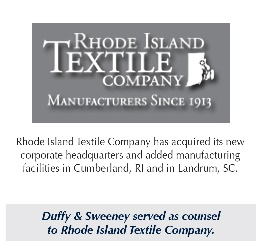 RHODE ISLAND
TEXTILE
COMPANY
MANUFACTURERS SINCE 1913
Rhode Island Textile Company has acquired its new
corporate headquarters and added manufacturing
facilities in Cumberland, RI and in Landrum, SC.
Duffy & Sweeney served as counsel
to Rhode Island Textile Company.